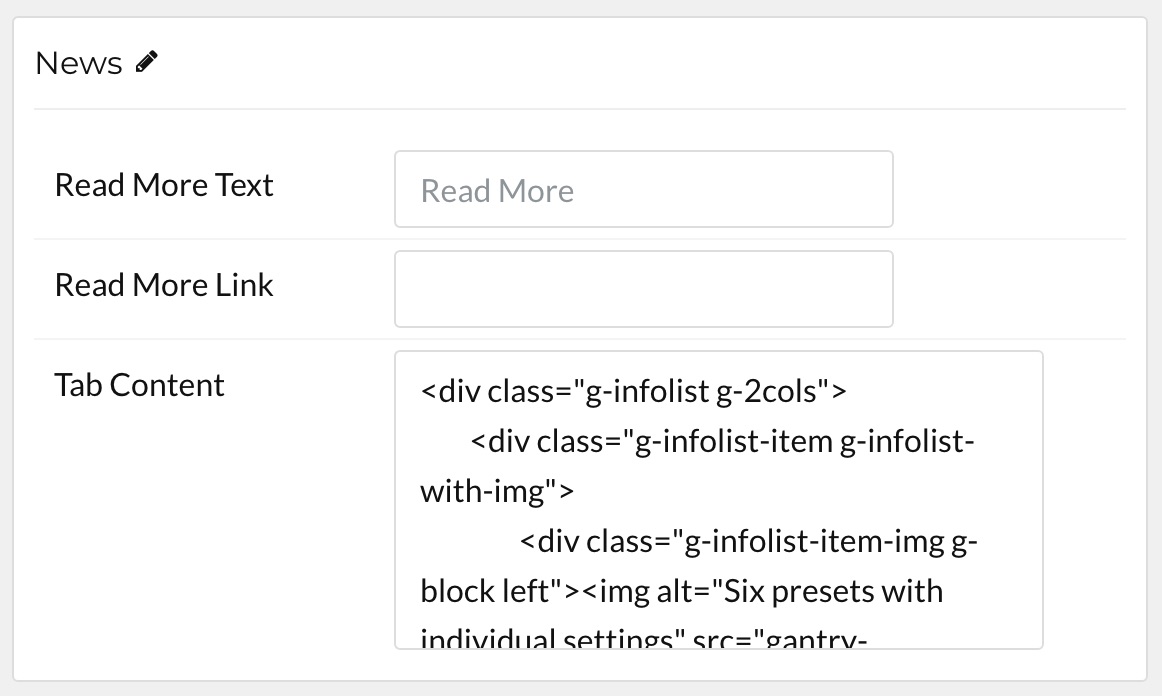 News
Read More Text
Read More
Read More Link
Tab Content
<div class="g-infolist g-2cols">
<div class="g-infolist-item g-infolist-
with-img">
<div class="g-infolist-item-img g-
block left"><img alt="Six presets with
individual settings" src="gantry-